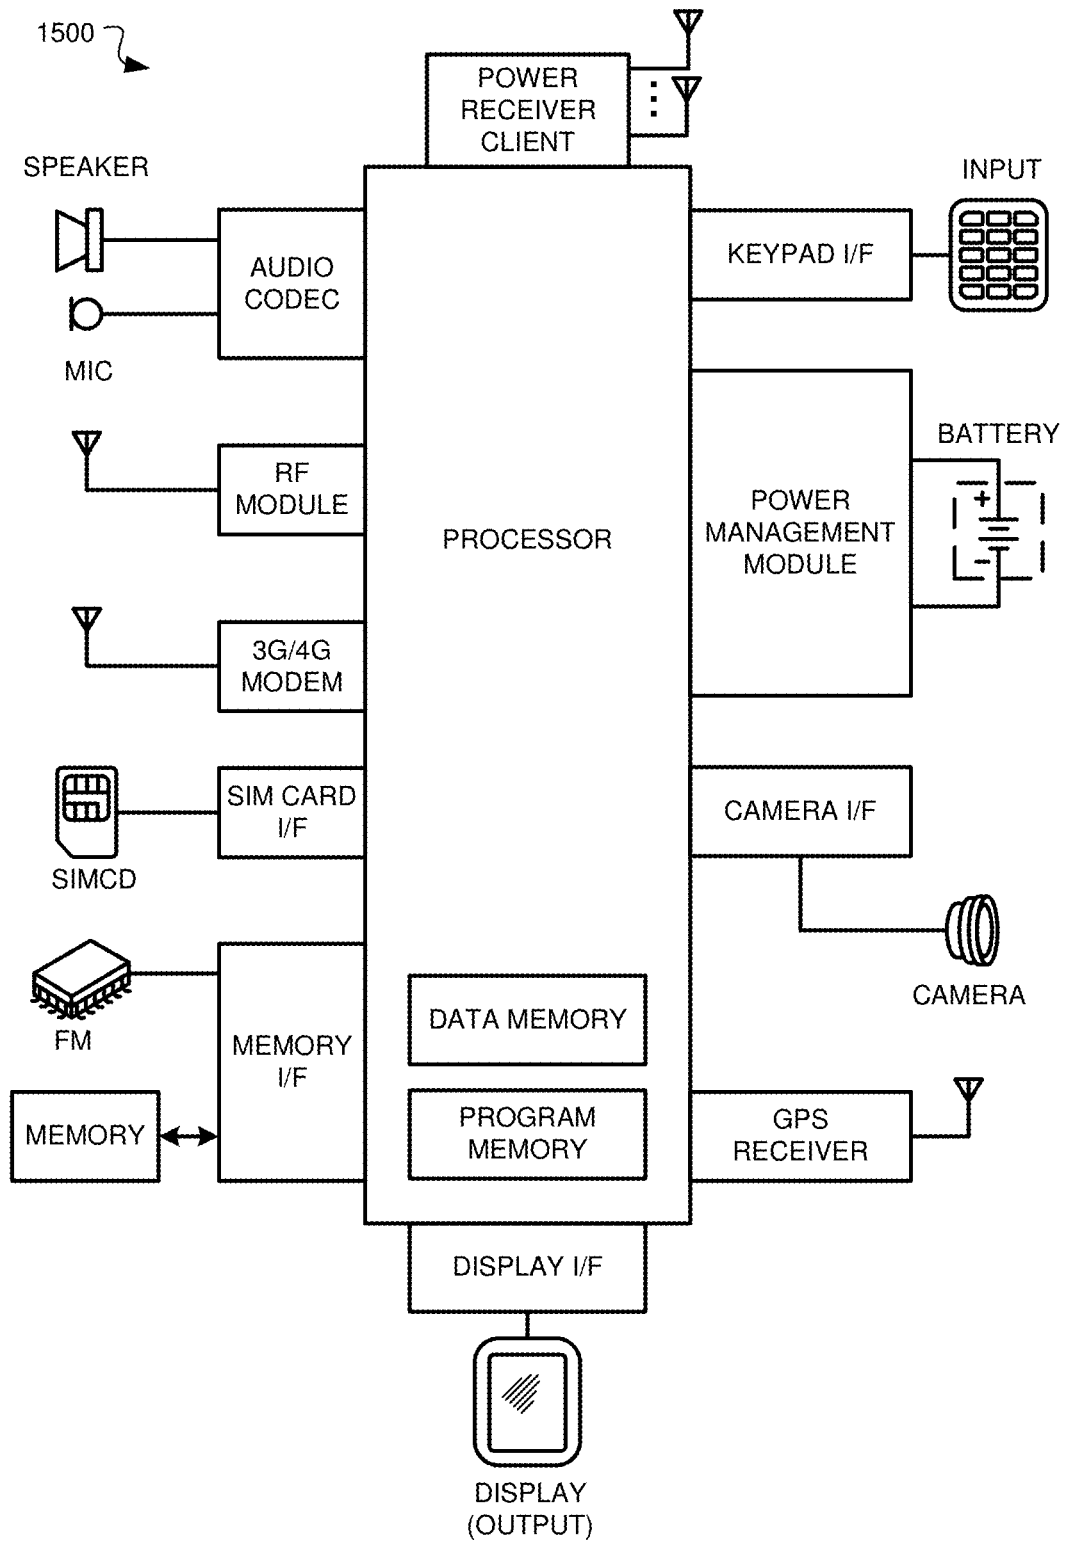 1500
POWER
RECEIVER
CLIENT
SPEAKER
INPUT
AUDIO
CODEC
KEYPAD I/F
MIC
BATTERY
RF
MODULE
PROCESSOR
POWER
MANAGEMENT
MODULE
+
-
3G/4G
MODEM
SIM CARD
I/F
CAMERA I/F
SIMCD
CAMERA
FM
MEMORY
I/F
DATA MEMORY
MEMORY
PROGRAM
MEMORY
GPS
RECEIVER
DISPLAY I/F
DISPLAY
(OUTPUT)